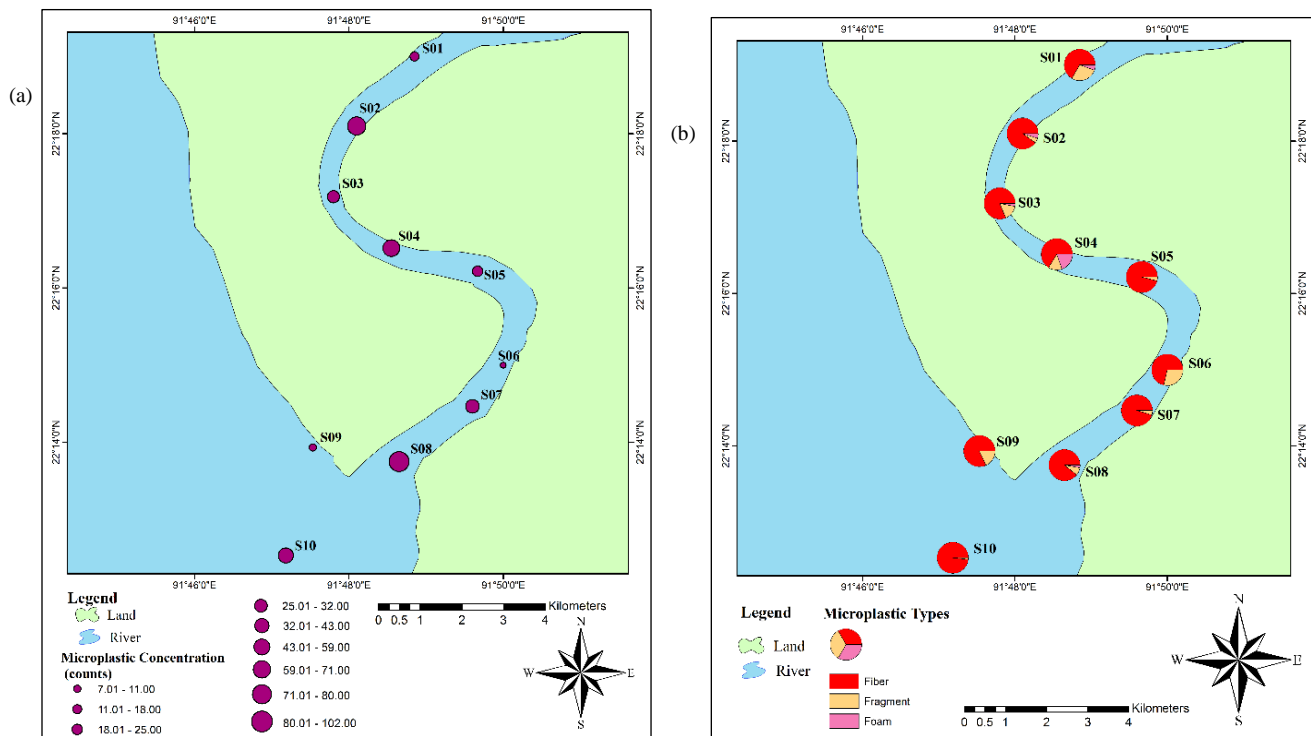 (a)
91°46'0"E 91°48'0"E 91°50'0"E
22°18'0"N
22°16'0"N
22°14'0"N
22°18'0"N
22°16'0"N
22°14'0"N
S01
S02
S03
S04
S05
S06
S07
S08
S09
S10
91°46'0"E 91°48'0"E 91°50'0"E
Legend
Land
River
Microplastic Concentration
(counts)
7.01 - 11.00
11.01 - 18.00
18.01 - 25.00
25.01 - 32.00
32.01 - 43.00
43.01 - 59.00
59.01 - 71.00
71.01 - 80.00
80.01 - 102.00
Kilometers
0 0.5 1 2 3 4
N
W E
S
(b)
91°46'0"E 91°48'0"E 91°50'0"E
22°18'0"N
22°16'0"N
22°14'0"N
22°18'0"N
22°16'0"N
22°14'0"N
S01
S02
S03
S04
S05
S06
S07
S08
S09
S10
91°46'0"E 91°48'0"E 91°50'0"E
Legend
Land
River
Microplastic Types
Fiber
Fragment
Foam
Kilometers
0 0.5 1 2 3 4
N
W E
S